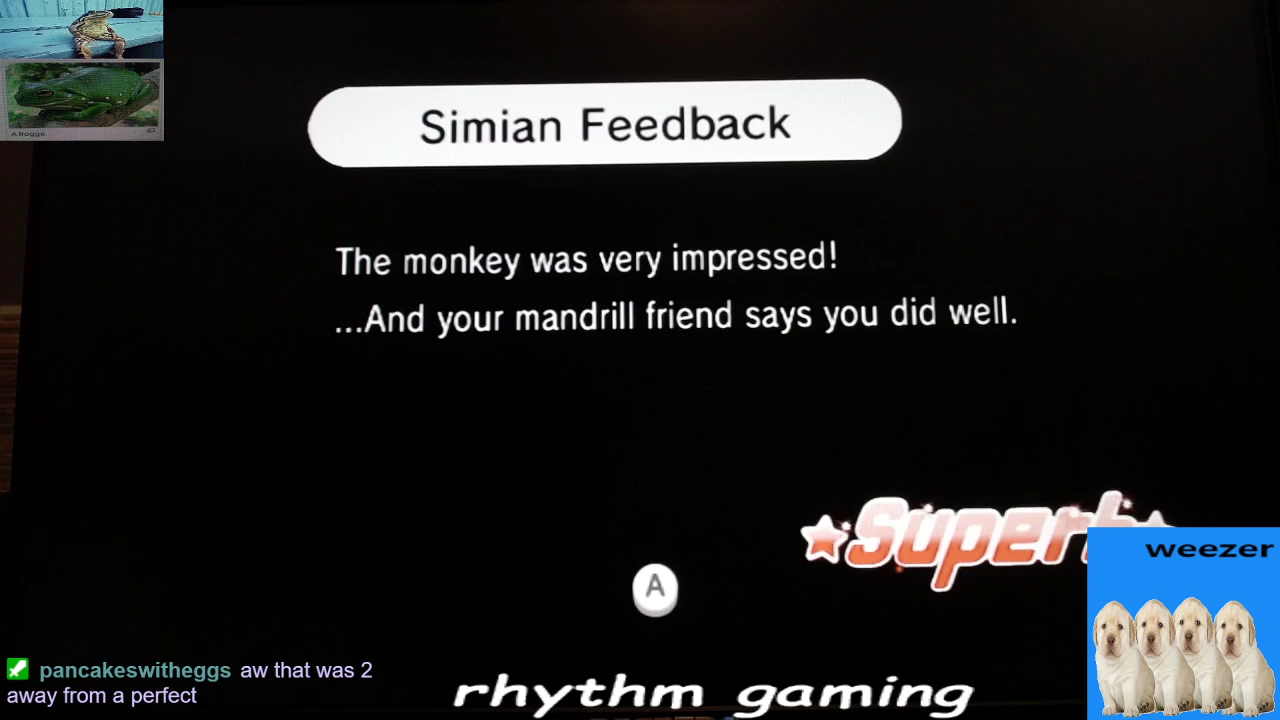 A frogge.
Simian Feedback
The monkey was very impressed!
...And your mandrill friend says you did well.
Superb
weezer
A
pancakeswitheggs aw that was 2
away from a perfect
rhythm gaming